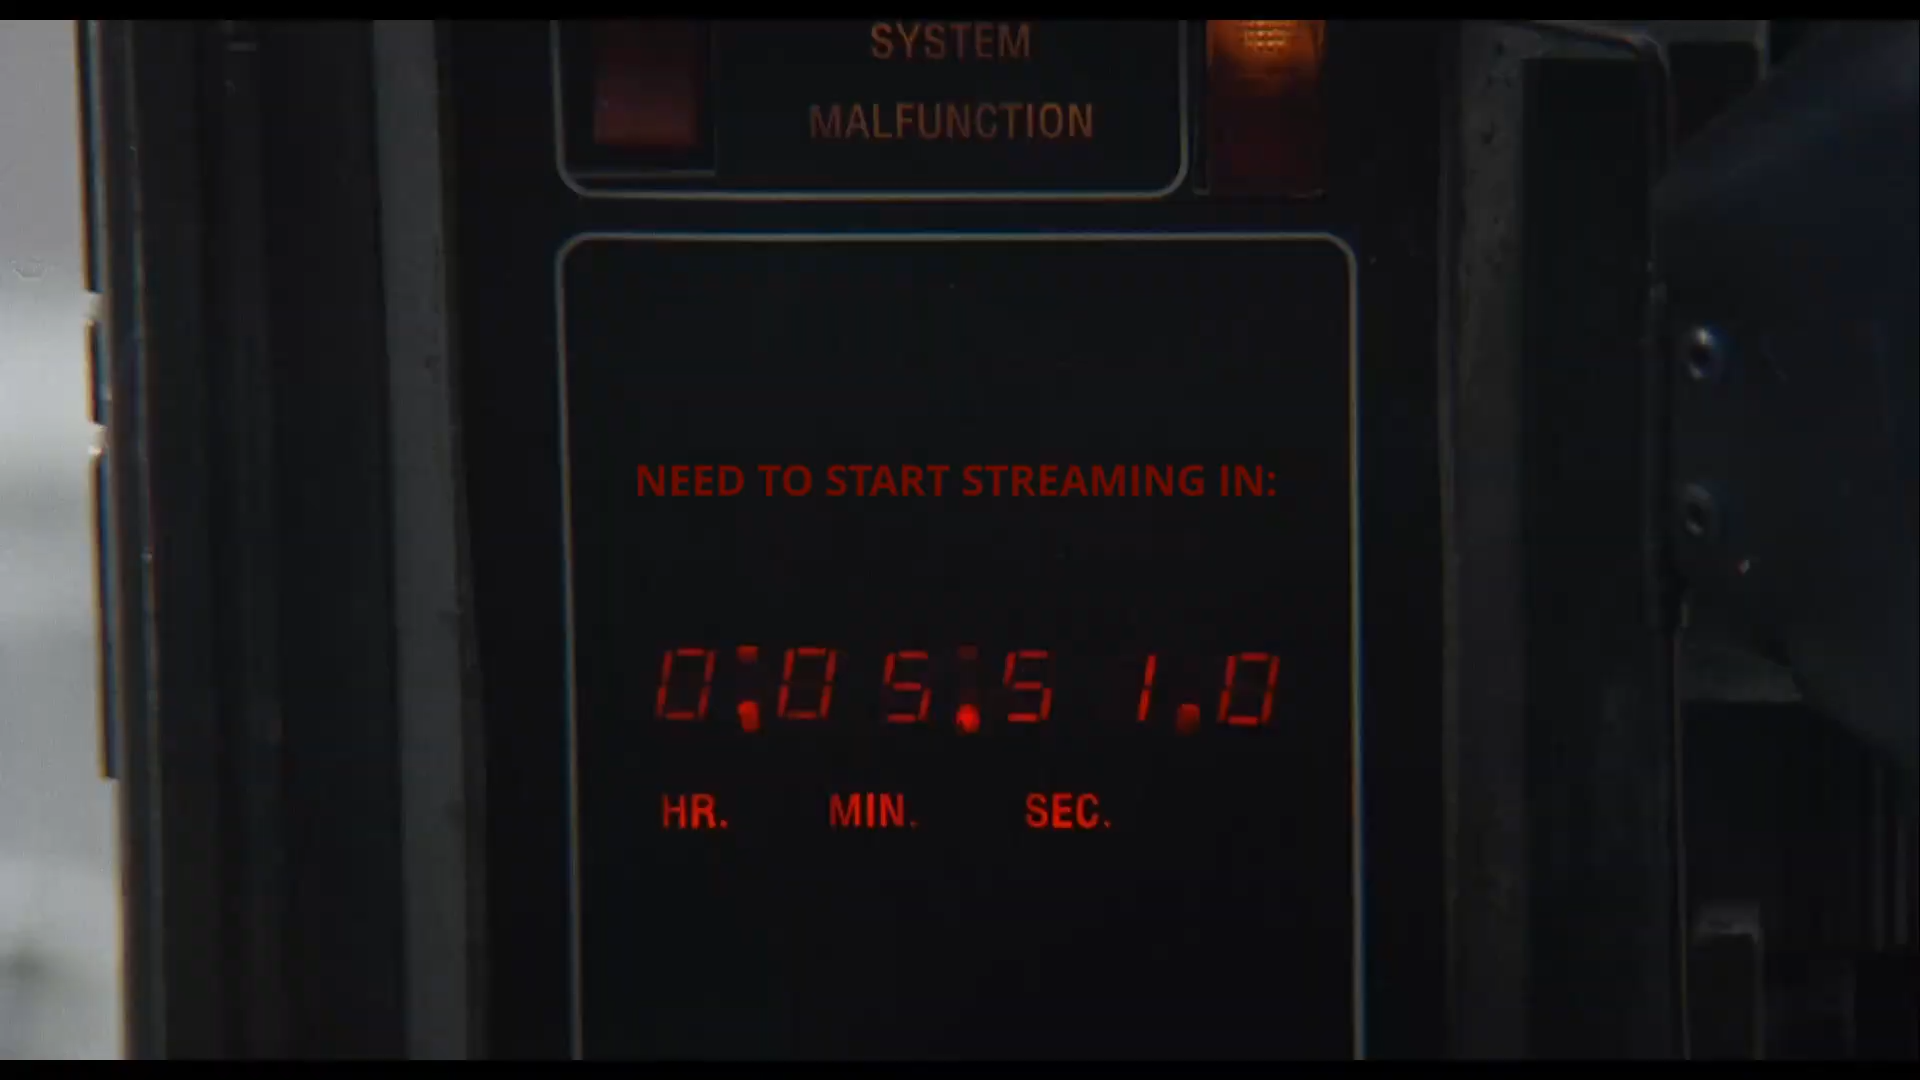 SYSTEM
MALFUNCTION
NEED TO START STREAMING IN:
0:05:51.0
HR. MIN. SEC.